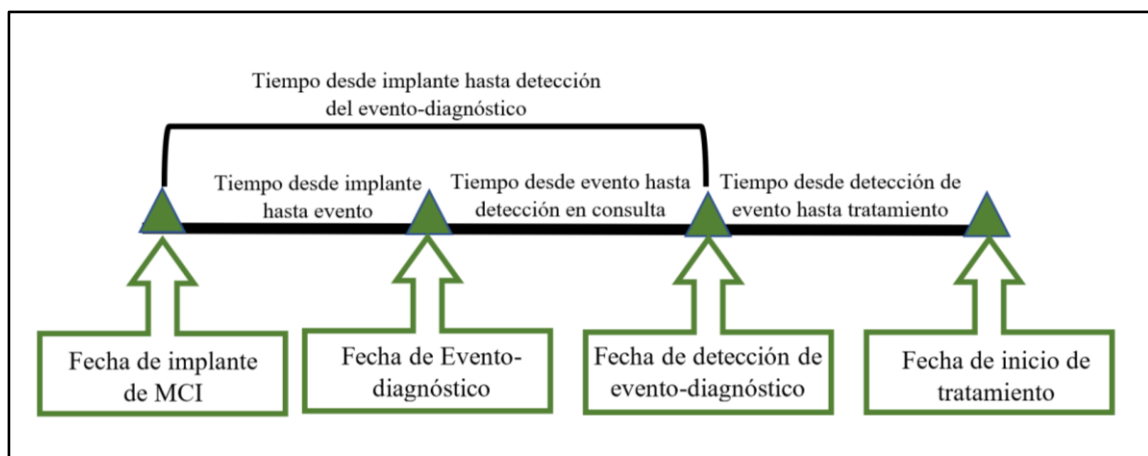 Tiempo desde implante hasta detección
del evento-diagnóstico
Tiempo desde implante
hasta evento
Tiempo desde evento hasta
detección en consulta
Tiempo desde detección de
evento hasta tratamiento
Fecha de implante
de MCI
Fecha de Evento-
diagnóstico
Fecha de detección de
evento-diagnóstico
Fecha de inicio de
tratamiento